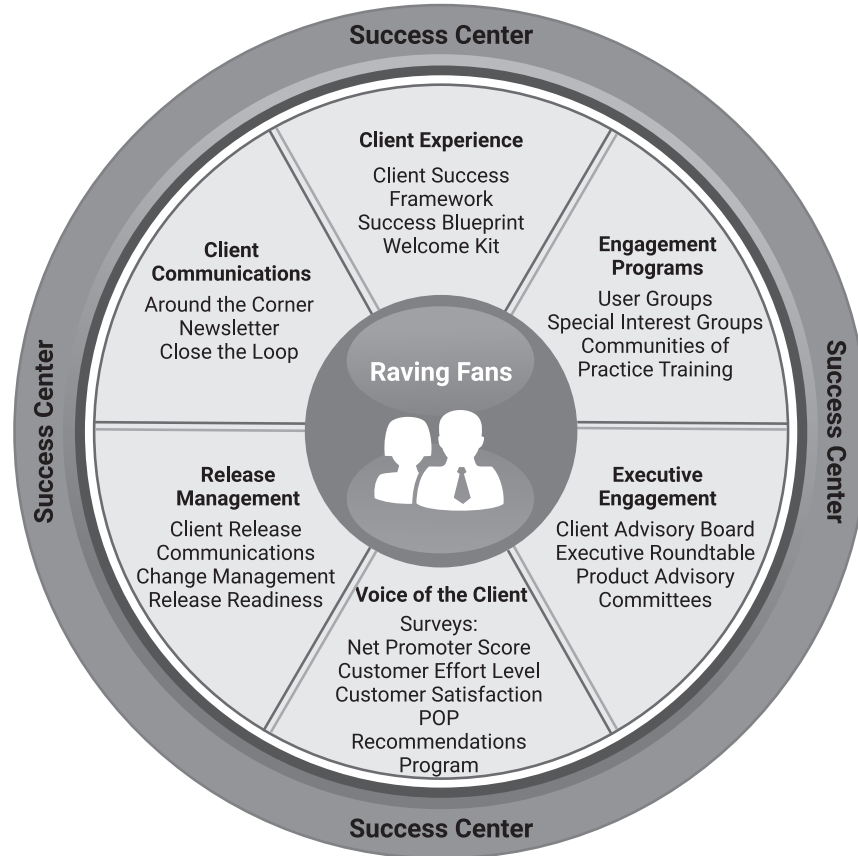 Success Center
Client Experience
Client Success
Framework
Success Blueprint
Welcome Kit
Engagement
Programs
User Groups
Special Interest Groups
Communities of
Practice Training
Executive
Engagement
Client Advisory Board
Executive Roundtable
Product Advisory
Committees
Voice of the Client
Surveys:
Net Promoter Score
Customer Effort Level
Customer Satisfaction
POP
Recommendations
Program
Release
Management
Client Release
Communications
Change Management
Release Readiness
Client
Communications
Around the Corner
Newsletter
Close the Loop
Raving Fans
Success Center
Success Center
Success Center